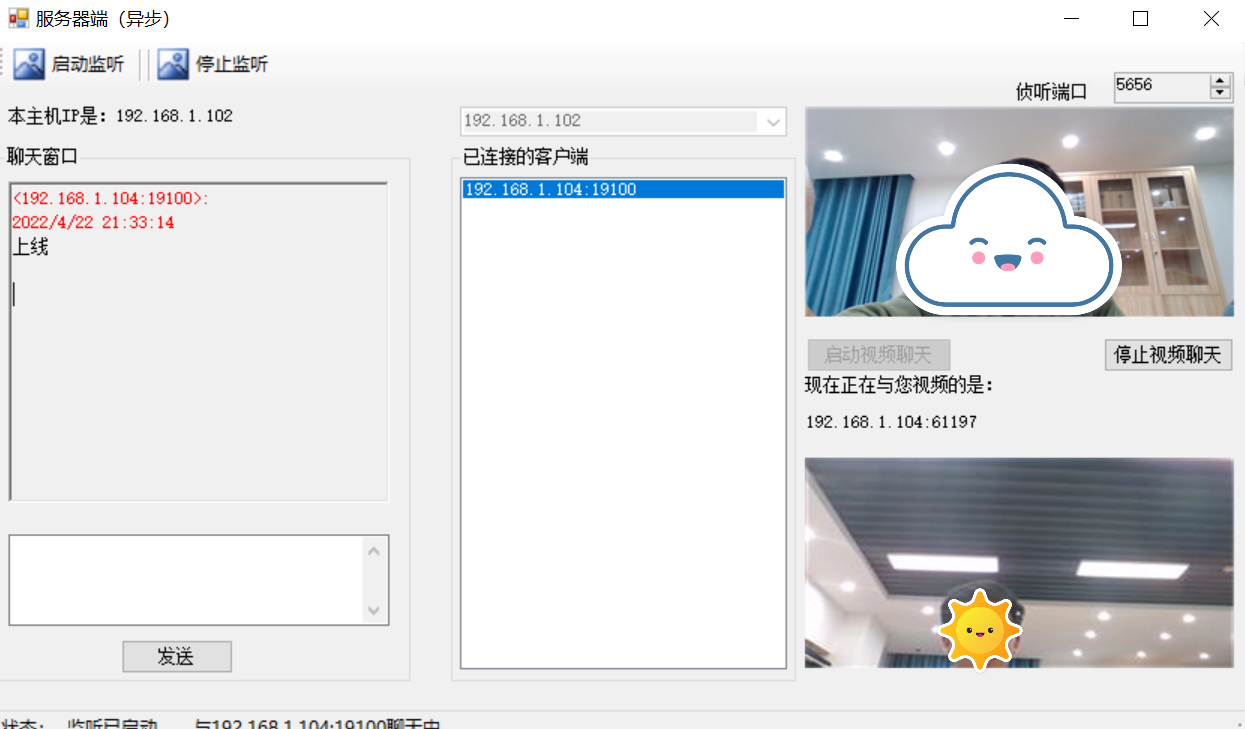 服务器端（异步）
启动监听 停止监听
侦听端口 5656
本主机IP是：192.168.1.102
192.168.1.102
聊天窗口
已连接的客户端
<192.168.1.104:19100>:
2022/4/22 21:33:14
上线
192.168.1.104:19100
启动视频聊天 停止视频聊天
现在正在与您视频的是：
192.168.1.104:61197
发送
状态： 监听已启动 与192.168.1.104:19100聊天中